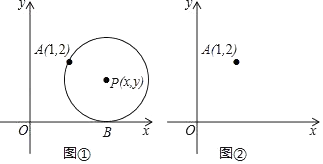 y
A(1,2)
P(x,y)
O
B
x
图①
y
A(1,2)
O
x
图②